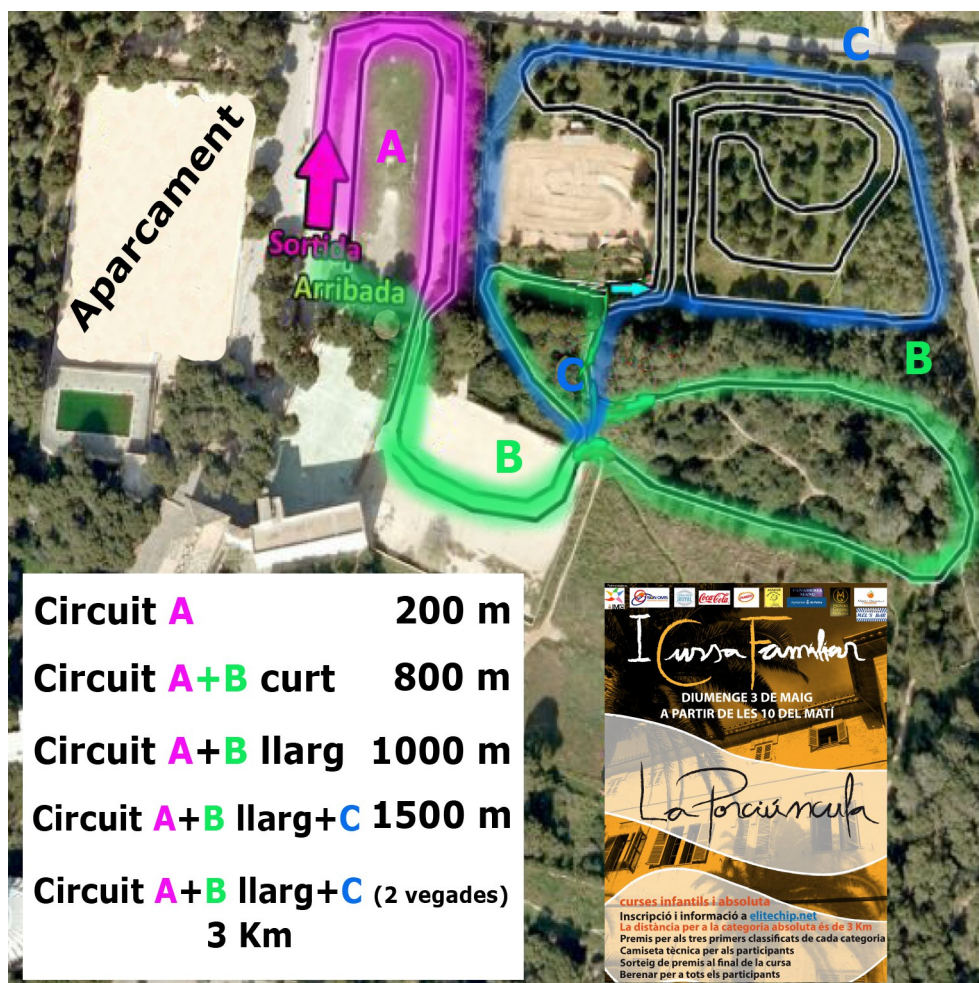 C
A
Aparcament
Sortida
Arribada
C
B
B
Circuit A 200 m
Circuit A+B curt 800 m
Circuit A+B llarg 1000 m
Circuit A+B llarg+C 1500 m
Circuit A+B llarg+C (2 vegades)
3 Km
Coca-Cola
I Cursa Familiar
DIUMENGE 3 DE MAIG
A PARTIR DE LES 10 DEL MATÍ
La Porciúncula
curses infantils i absoluta
Inscripció i informació a elitechip.net
La distància per a la categoria absoluta és de 3 Km
Premis per als tres primers classificats de cada categoria
Camiseta tècnica per als participants
Sorteig de premis al final de la cursa
Berenar per a tots els participants